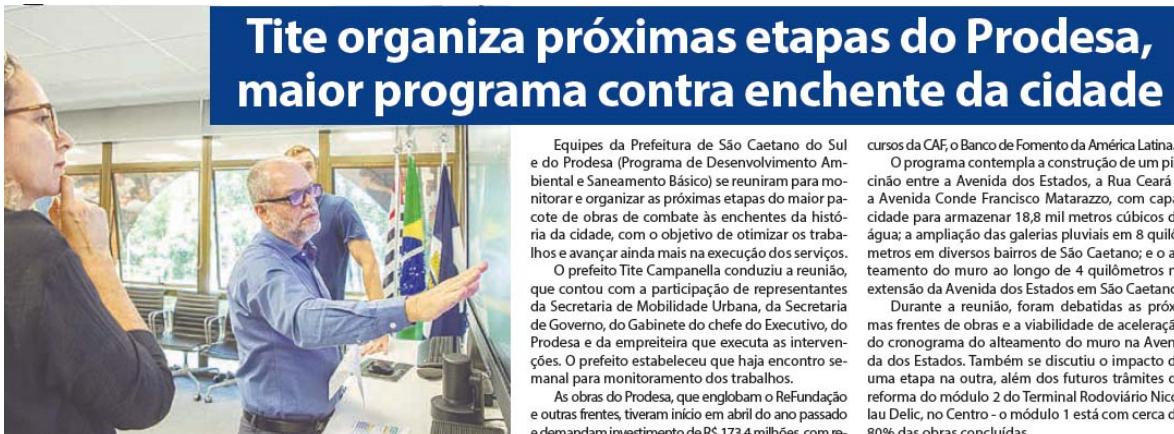 Tite organiza próximas etapas do Prodesa,
maior programa contra enchente da cidade
Equipes da Prefeitura de São Caetano do Sul
e do Prodesa (Programa de Desenvolvimento Am-
biental e Saneamento Básico) se reuniram para mo-
nitorar e organizar as próximas etapas do maior pa-
cote de obras de combate às enchentes da histó-
ria da cidade, com o objetivo de otimizar os traba-
lhos e avançar ainda mais na execução dos serviços.
O prefeito Tite Campanella conduziu a reunião,
que contou com a participação de representantes
da Secretaria de Mobilidade Urbana, da Secretaria
de Governo, do Gabinete do chefe do Executivo, do
Prodesa e da empreiteira que executa as interven-
ções. O prefeito estabeleceu que haja encontro se-
manal para monitoramento dos trabalhos.
As obras do Prodesa, que englobam o ReFundação
e outras frentes, tiveram início em abril do ano passado
e demandam investimento de R$ 173,4 milhões, com re-
cursos da CAF, o Banco de Fomento da América Latina.
O programa contempla a construção de um pi
cinão entre a Avenida dos Estados, a Rua Ceará
a Avenida Conde Francisco Matarazzo, com capa
cidade para armazenar 18,8 mil metros cúbicos d
água; a ampliação das galerias pluviais em 8 quilô
metros em diversos bairros de São Caetano; e o a
teamento do muro ao longo de 4 quilômetros n
extensão da Avenida dos Estados em São Caetano
Durante a reunião, foram debatidas as próx
mas frentes de obras e a viabilidade de aceleraçã
do cronograma do alteamento do muro na Aven
da dos Estados. Também se discutiu o impacto d
uma etapa na outra, além dos futuros trâmites d
reforma do módulo 2 do Terminal Rodoviário Nico
lau Delic, no Centro - o módulo 1 está com cerca d
80% das obras concluídas